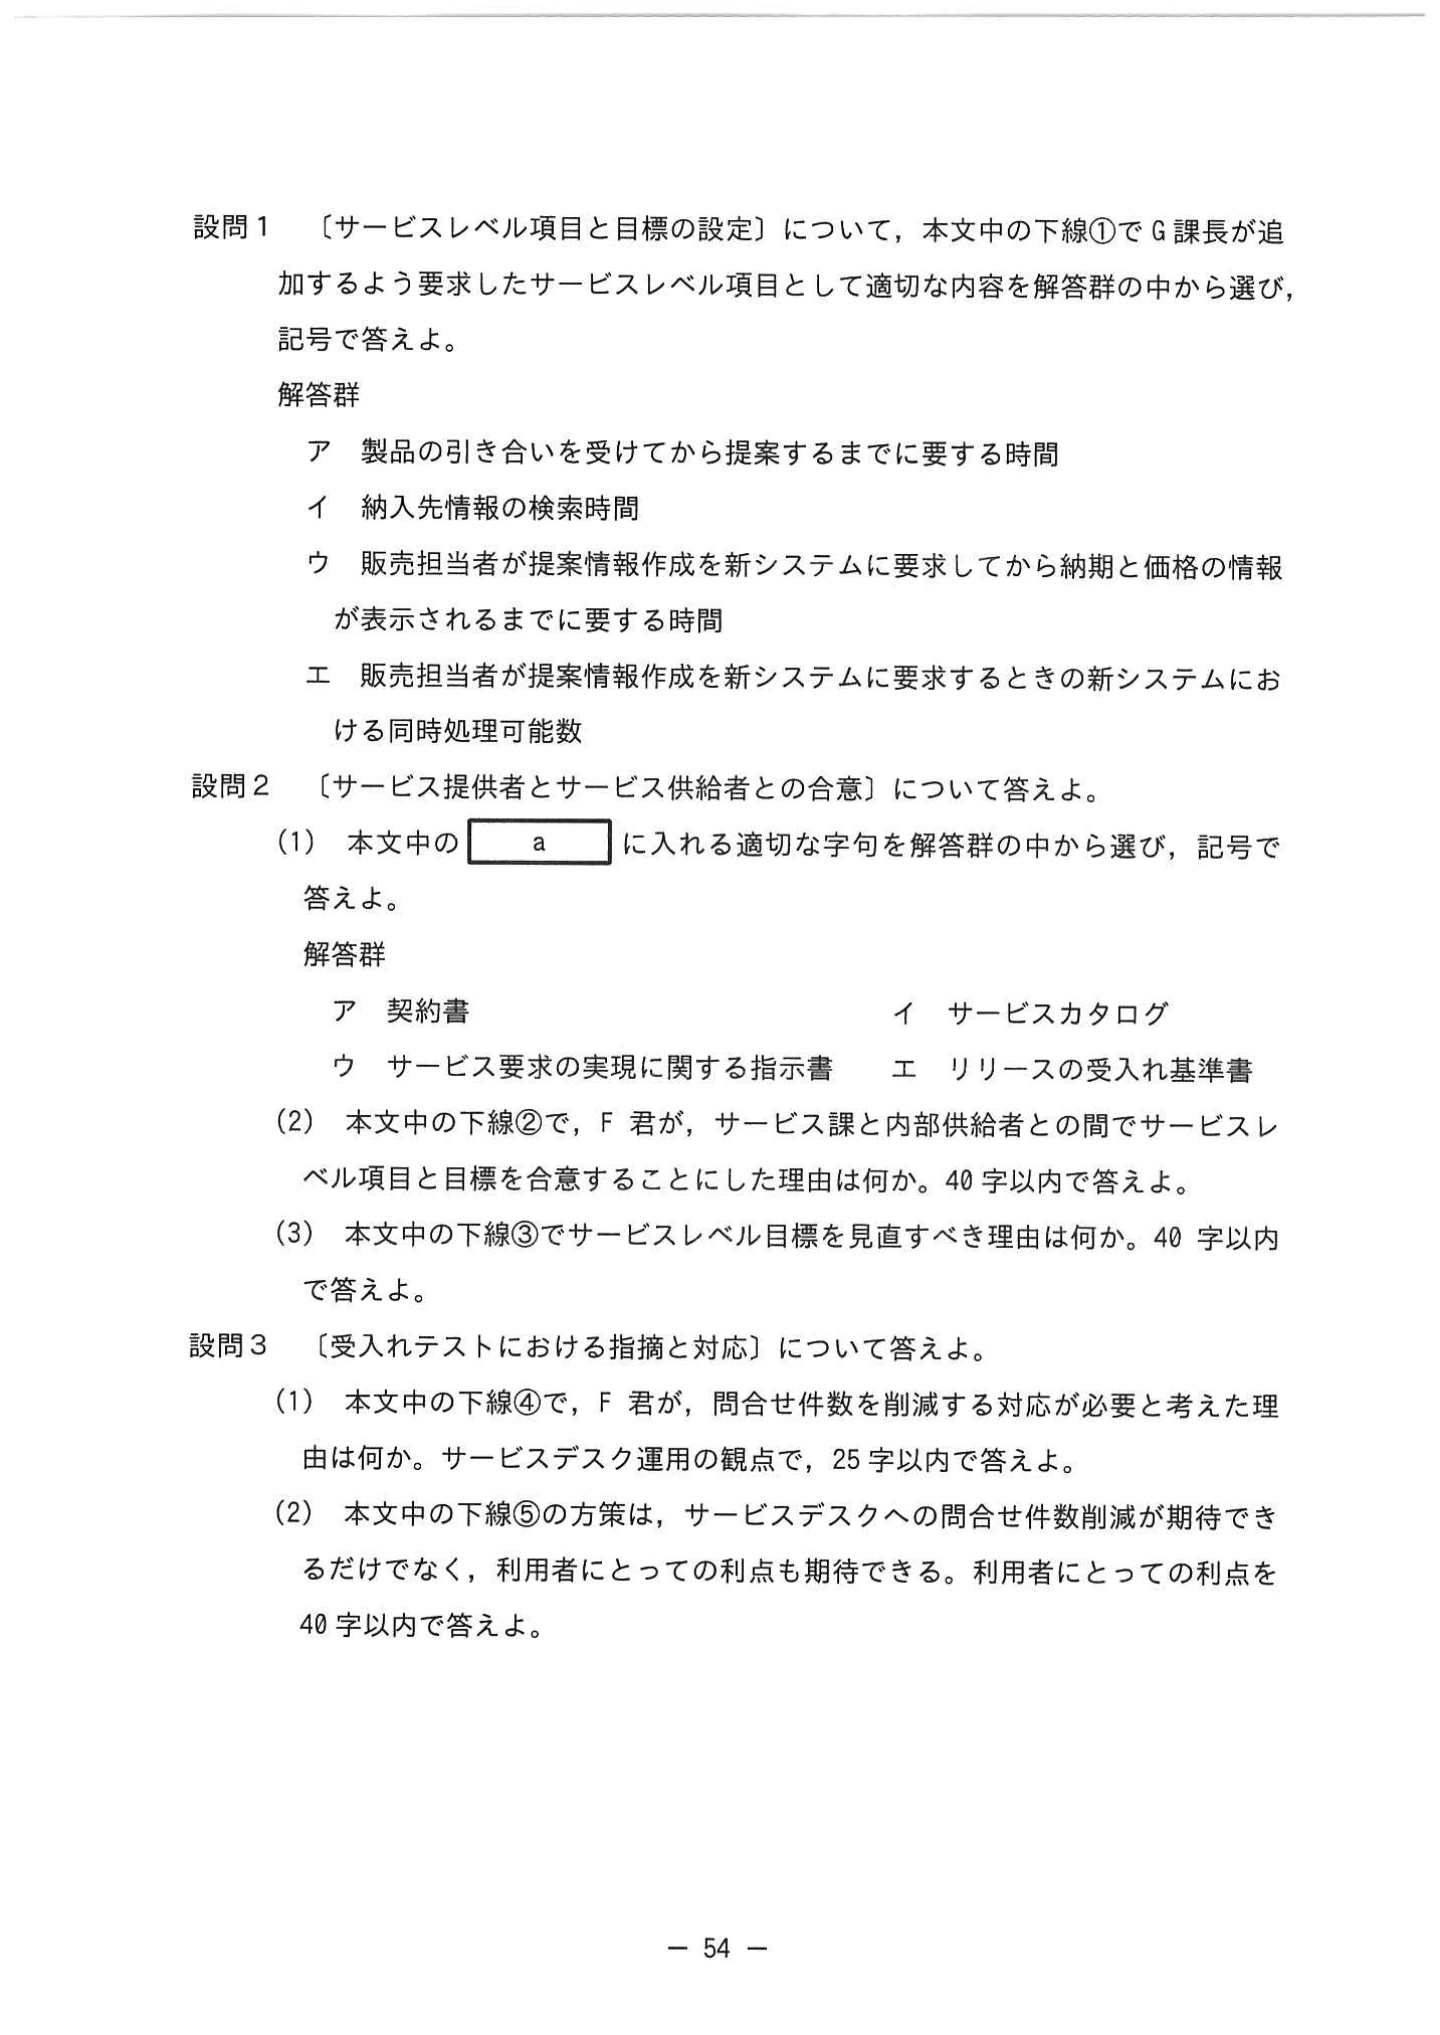 設問1　〔サービスレベル項目と目標の設定〕について，本文中の下線①でG課長が追
加するよう要求したサービスレベル項目として適切な内容を解答群の中から選び，
記号で答えよ。
解答群
ア　製品の引き合いを受けてから提案するまでに要する時間
イ　納入先情報の検索時間
ウ　販売担当者が提案情報作成を新システムに要求してから納期と価格の情報
が表示されるまでに要する時間
エ　販売担当者が提案情報作成を新システムに要求するときの新システムにお
ける同時処理可能数
設問2　〔サービス提供者とサービス供給者との合意〕について答えよ。
(1)　本文中の a に入れる適切な字句を解答群の中から選び，記号で
答えよ。
解答群
ア　契約書　　イ　サービスカタログ
ウ　サービス要求の実現に関する指示書　　エ　リリースの受入れ基準書
(2)　本文中の下線②で，F 君が，サービス課と内部供給者との間でサービスレ
ベル項目と目標を合意することにした理由は何か。40 字以内で答えよ。
(3)　本文中の下線③でサービスレベル目標を見直すべき理由は何か。40 字以内
で答えよ。
設問3　〔受入れテストにおける指摘と対応〕について答えよ。
(1)　本文中の下線④で，F 君が，問合せ件数を削減する対応が必要と考えた理
由は何か。サービスデスク運用の観点で，25 字以内で答えよ。
(2)　本文中の下線⑤の方策は，サービスデスクへの問合せ件数削減が期待でき
るだけでなく，利用者にとっての利点も期待できる。利用者にとっての利点を
40 字以内で答えよ。
— 54 —